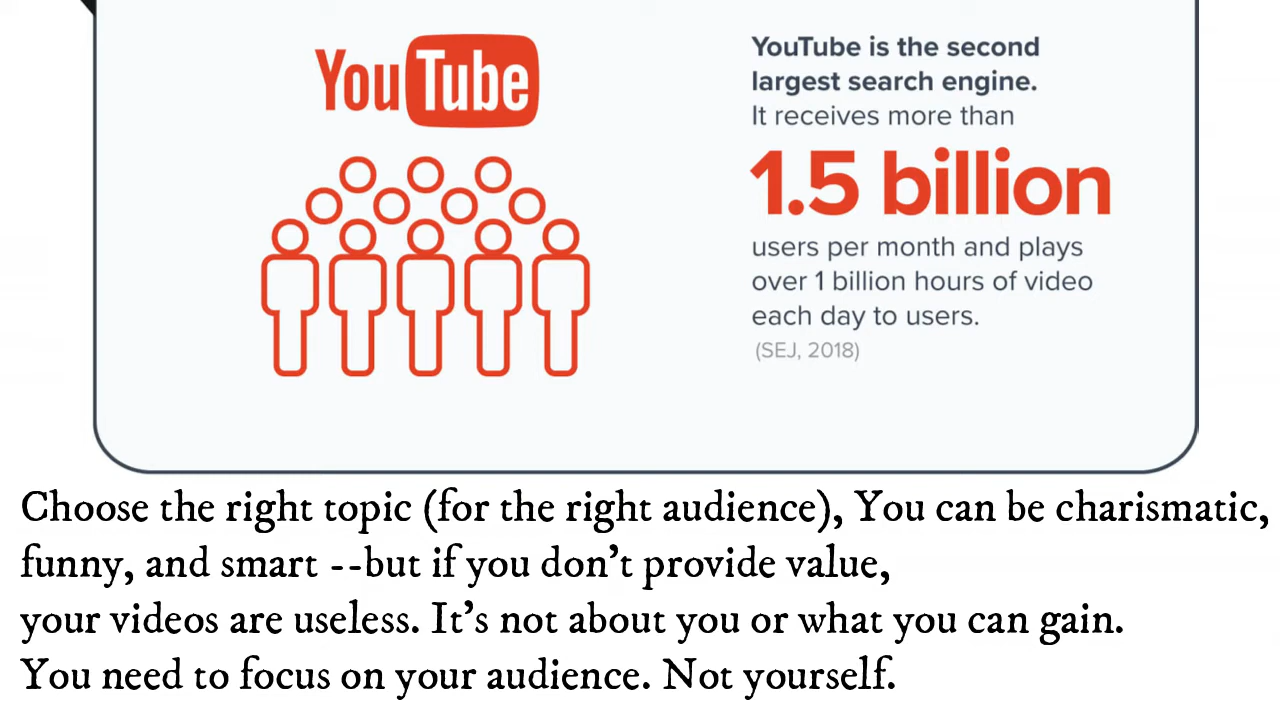 YouTube
YouTube is the second
largest search engine.
It receives more than
1.5 billion
users per month and plays
over 1 billion hours of video
each day to users.
(SEJ, 2018)
Choose the right topic (for the right audience), You can be charismatic,
funny, and smart --but if you don't provide value,
your videos are useless. It's not about you or what you can gain.
You need to focus on your audience. Not yourself.